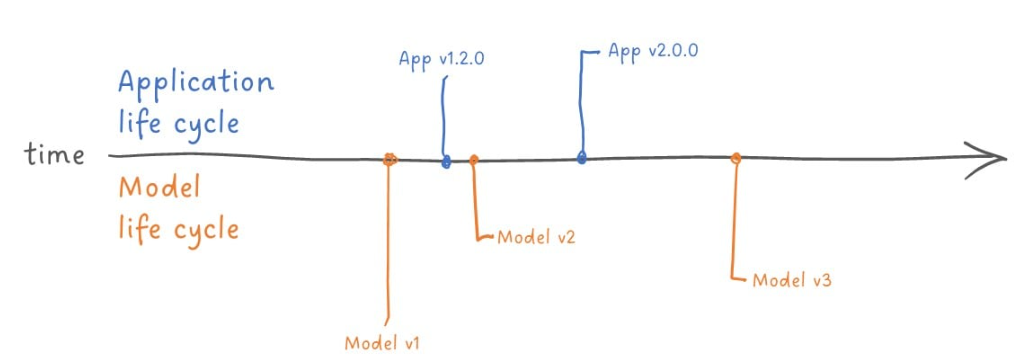 App v1.2.0
App v2.0.0
Application
life cycle
time
Model
life cycle
Model v2
Model v3
Model v1